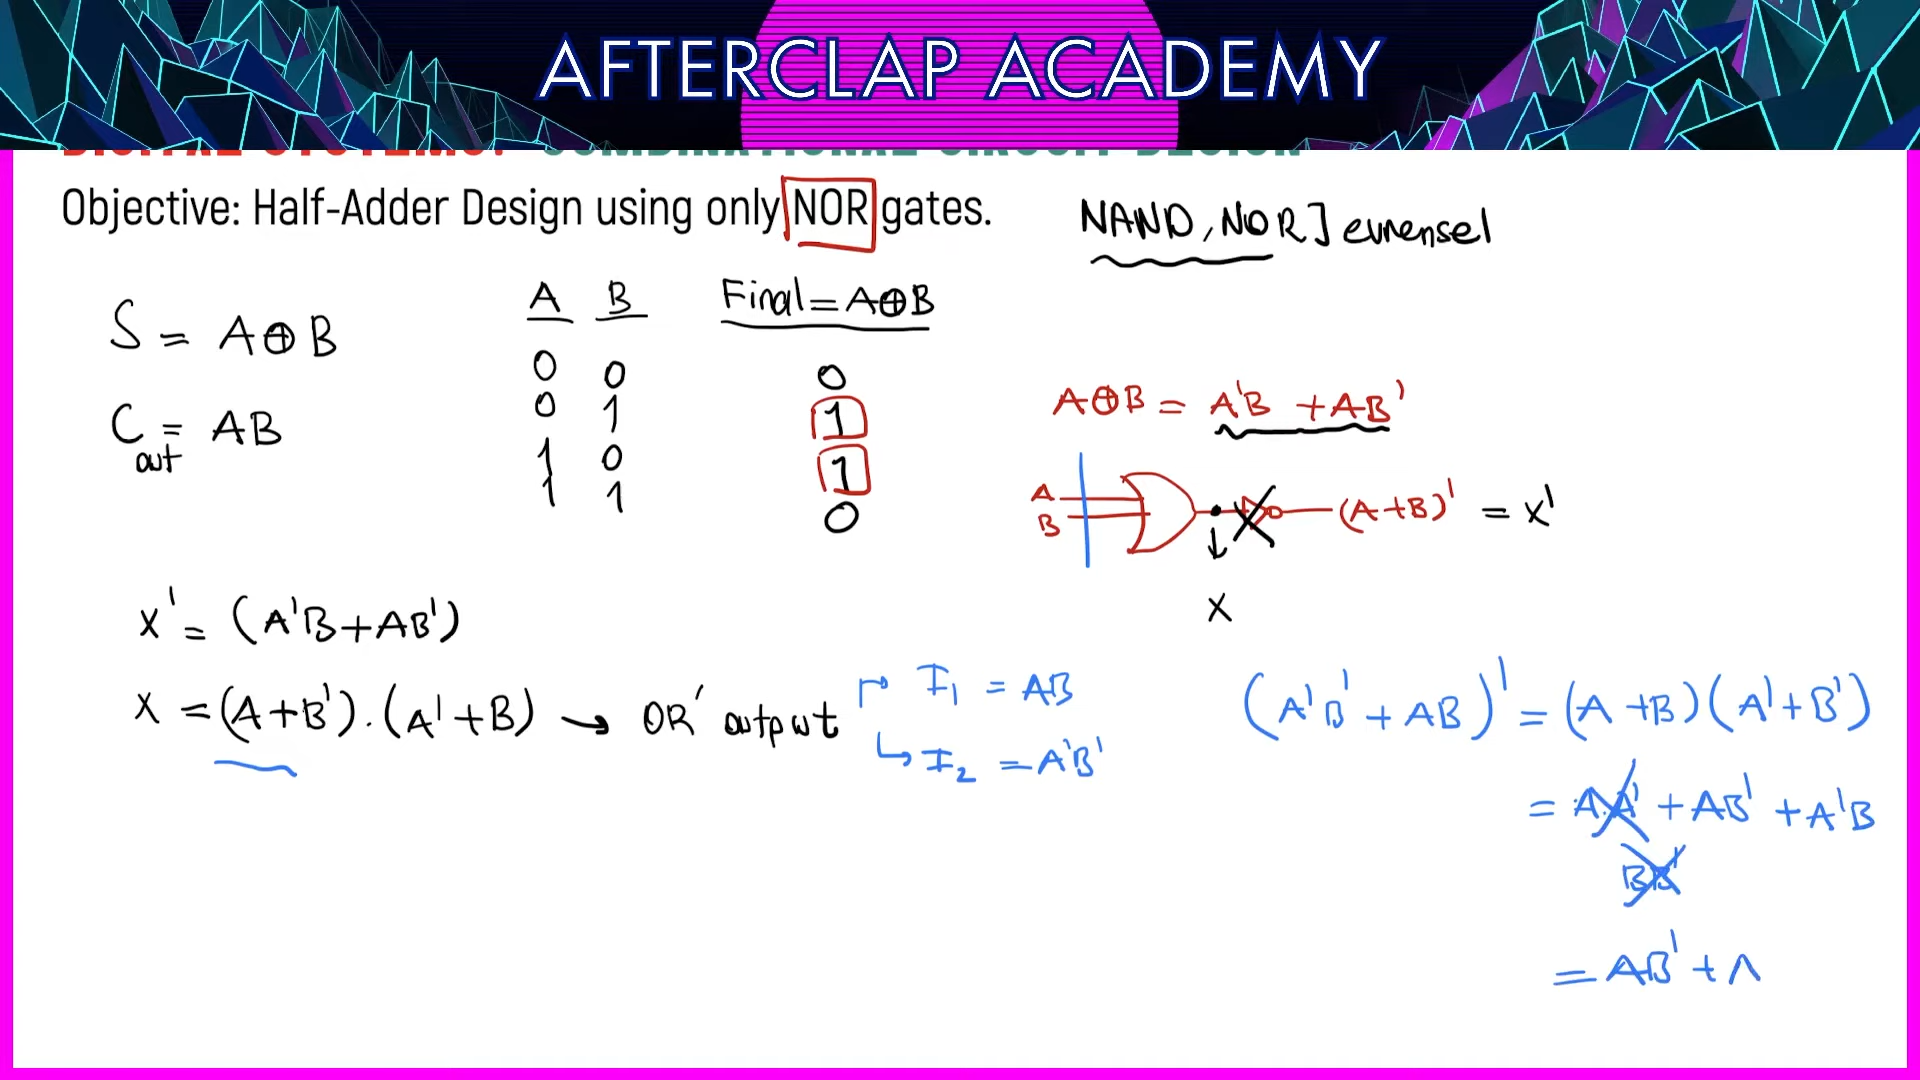 AFTERCLAP ACADEMY
Objective: Half-Adder Design using only NOR gates.
NAND, NOR] evrensel
S = A⊕B
C out = AB
A B Final = A⊕B
0 0 0
0 1 1
1 0 1
1 1 0
A⊕B = A'B + AB'
A
B
(A+B)' = x'
x
x' = (A'B + AB')
x = (A+B').(A'+B) → OR' output
I1 = AB
I2 = A'B'
(A'B' + AB)' = (A+B)(A'+B')
= AA' + AB' + A'B
BB'
= AB' + A